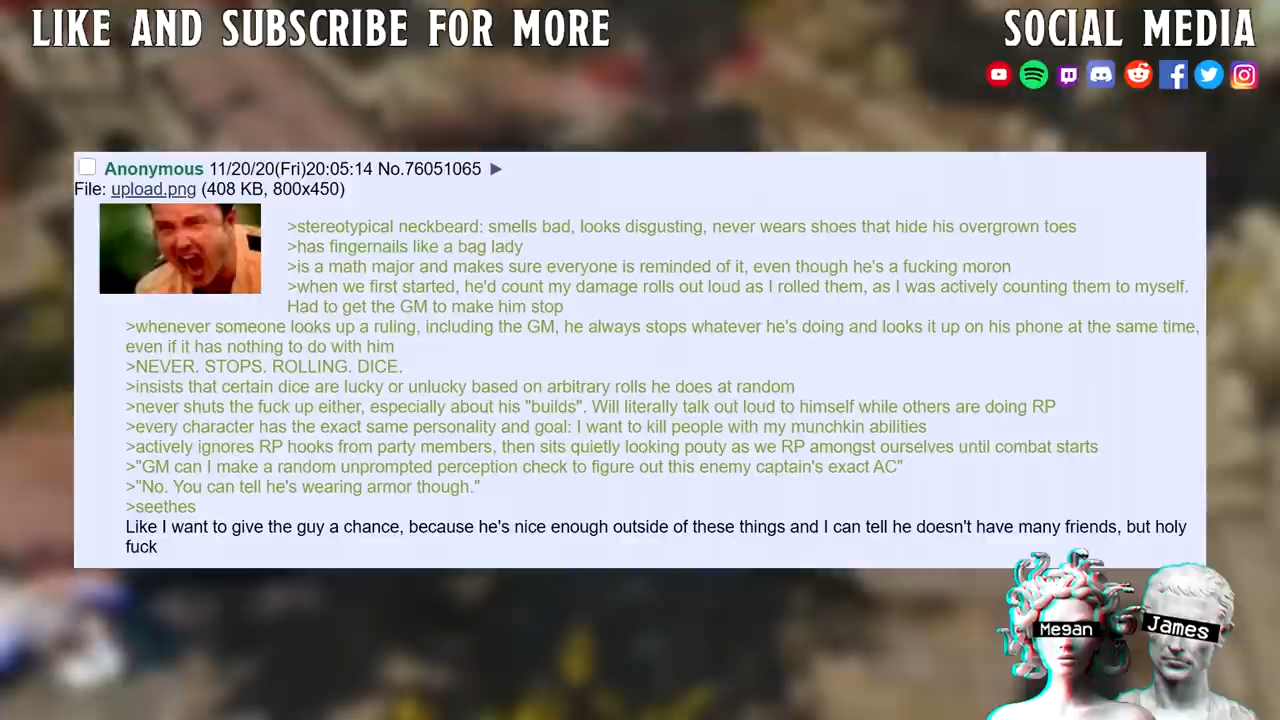 LIKE AND SUBSCRIBE FOR MORE
SOCIAL MEDIA
Anonymous 11/20/20(Fri)20:05:14 No.76051065 ▶
File: upload.png (408 KB, 800x450)
>stereotypical neckbeard: smells bad, looks disgusting, never wears shoes that hide his overgrown toes
>has fingernails like a bag lady
>is a math major and makes sure everyone is reminded of it, even though he's a fucking moron
>when we first started, he'd count my damage rolls out loud as I rolled them, as I was actively counting them to myself.
Had to get the GM to make him stop
>whenever someone looks up a ruling, including the GM, he always stops whatever he's doing and looks it up on his phone at the same time,
even if it has nothing to do with him
>NEVER. STOPS. ROLLING. DICE.
>insists that certain dice are lucky or unlucky based on arbitrary rolls he does at random
>never shuts the fuck up either, especially about his "builds". Will literally talk out loud to himself while others are doing RP
>every character has the exact same personality and goal: I want to kill people with my munchkin abilities
>actively ignores RP hooks from party members, then sits quietly looking pouty as we RP amongst ourselves until combat starts
>"GM can I make a random unprompted perception check to figure out this enemy captain's exact AC"
>"No. You can tell he's wearing armor though."
>seethes
Like I want to give the guy a chance, because he's nice enough outside of these things and I can tell he doesn't have many friends, but holy
fuck
Megan
James